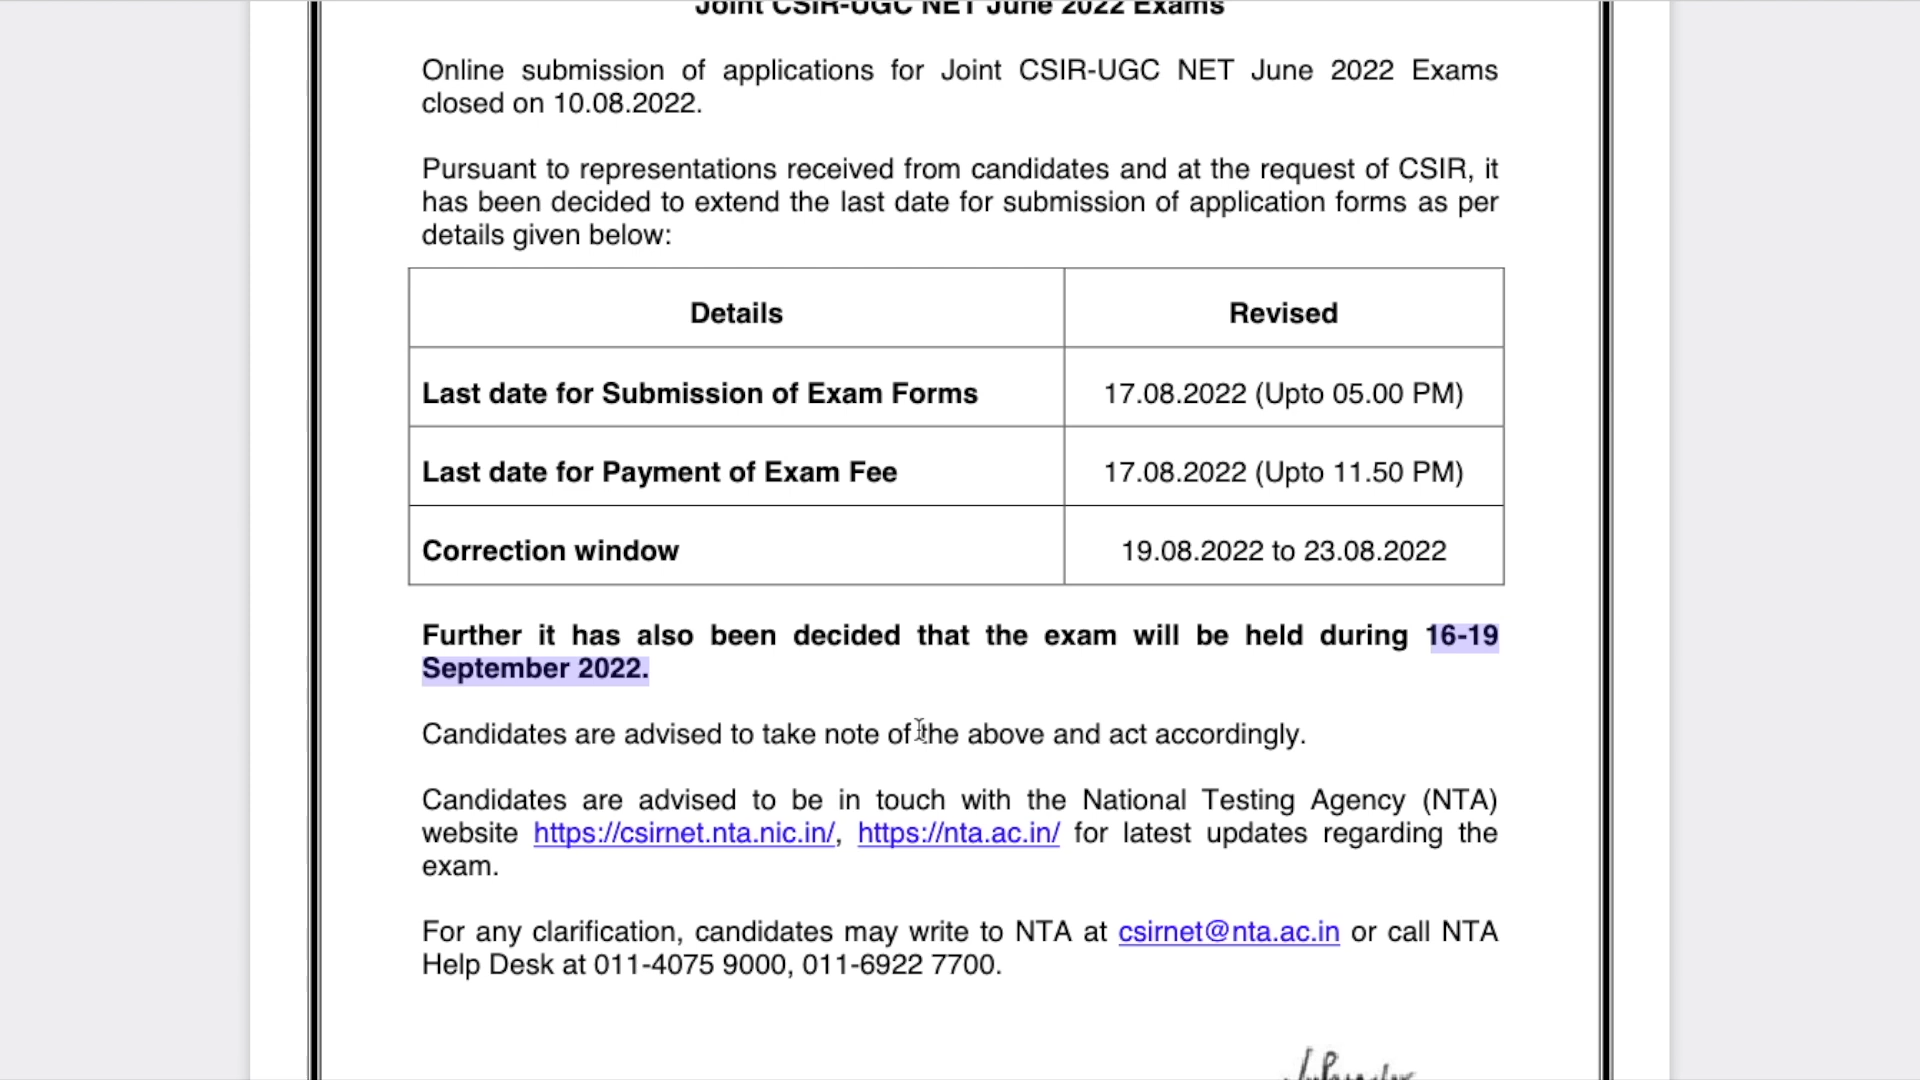 Joint CSIR-UGC NET June 2022 Exams
Online submission of applications for Joint CSIR-UGC NET June 2022 Exams
closed on 10.08.2022.
Pursuant to representations received from candidates and at the request of CSIR, it
has been decided to extend the last date for submission of application forms as per
details given below:
Details Revised
Last date for Submission of Exam Forms 17.08.2022 (Upto 05.00 PM)
Last date for Payment of Exam Fee 17.08.2022 (Upto 11.50 PM)
Correction window 19.08.2022 to 23.08.2022
Further it has also been decided that the exam will be held during 16-19
September 2022.
Candidates are advised to take note of the above and act accordingly.
Candidates are advised to be in touch with the National Testing Agency (NTA)
website https://csirnet.nta.nic.in/, https://nta.ac.in/ for latest updates regarding the
exam.
For any clarification, candidates may write to NTA at csirnet@nta.ac.in or call NTA
Help Desk at 011-4075 9000, 011-6922 7700.